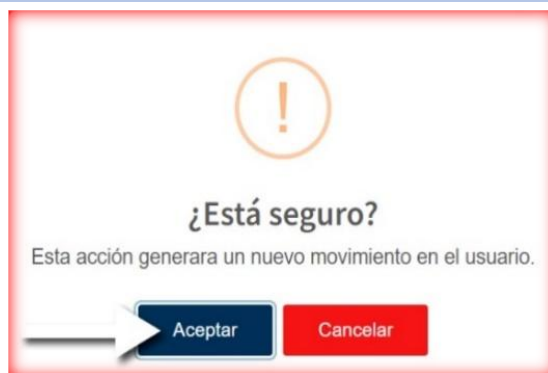 ¿Está seguro?
Esta acción generara un nuevo movimiento en el usuario.
Aceptar
Cancelar